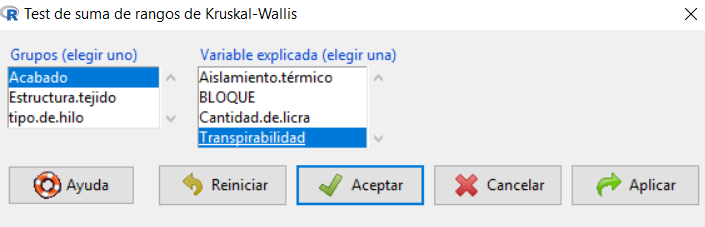 Test de suma de rangos de Kruskal-Wallis
Grupos (elegir uno)
Acabado
Estructura.tejido
tipo.de.hilo
Variable explicada (elegir una)
Aislamiento.térmico
BLOQUE
Cantidad.de.licra
Transpirabilidad
Ayuda
Reiniciar
Aceptar
Cancelar
Aplicar